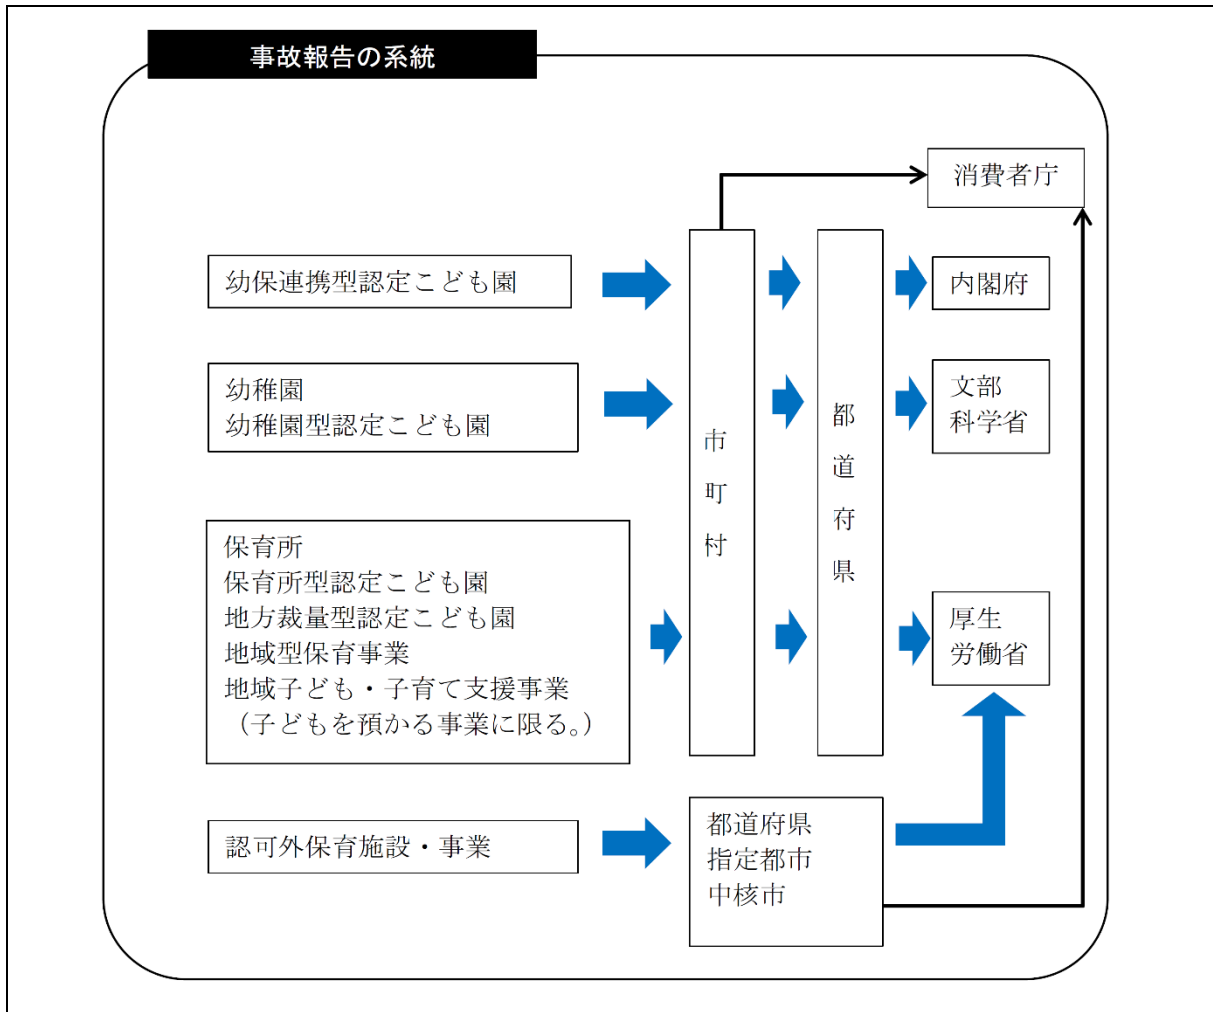 事故報告の系統
消費者庁
幼保連携型認定こども園
内閣府
幼稚園
幼稚園型認定こども園
文部
科学省
市町村
都道府県
保育所
保育所型認定こども園
地方裁量型認定こども園
地域型保育事業
地域子ども・子育て支援事業
（子どもを預かる事業に限る。）
厚生
労働省
認可外保育施設・事業
都道府県
指定都市
中核市